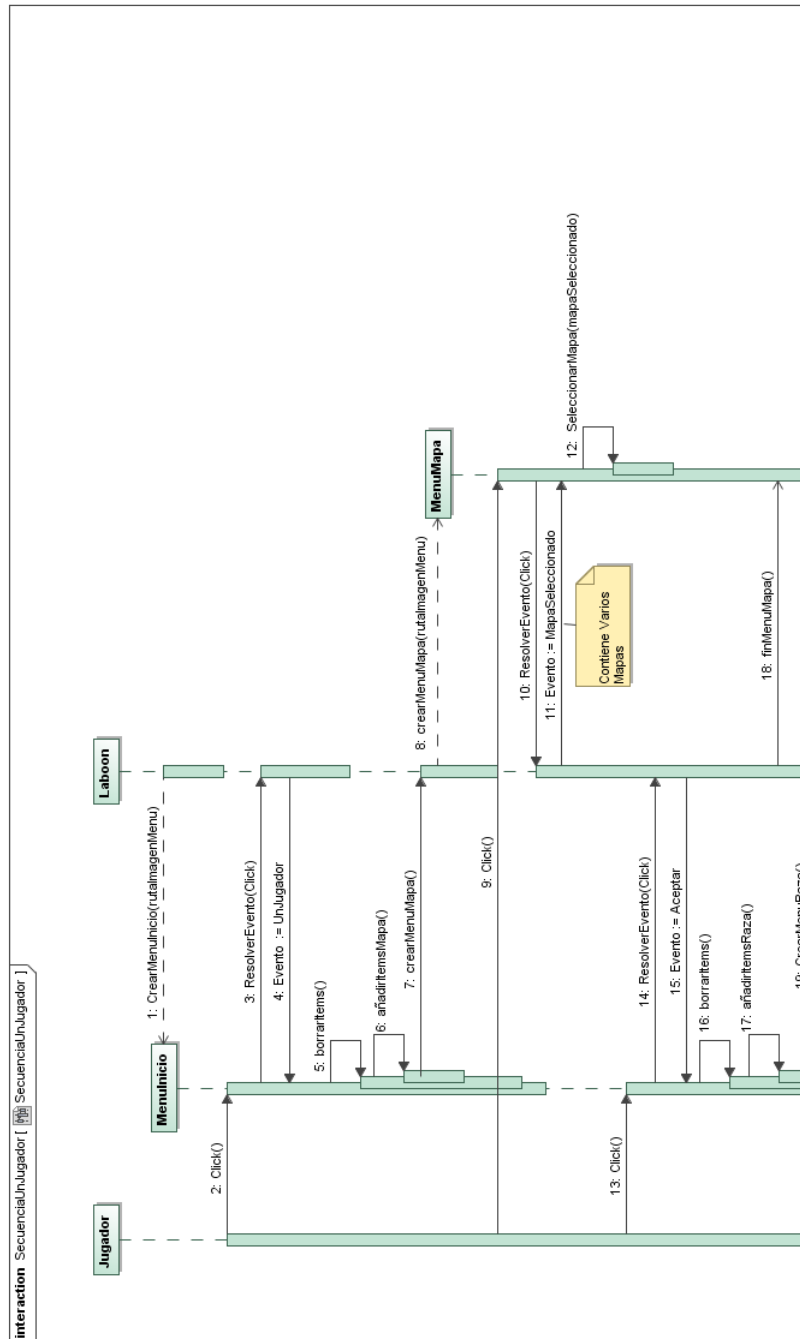 interaction SecuenciaUnJugador [ SecuenciaUnJugador ]
Jugador
MenuInicio
Laboon
MenuMapa
1: CrearMenuInicio(rutaImagenMenu)
2: Click()
3: ResolverEvento(Click)
4: Evento := UnJugador
5: borrarItems()
6: añadirItemsMapa()
7: crearMenuMapa()
8: crearMenuMapa(rutaImagenMenu)
9: Click()
10: ResolverEvento(Click)
11: Evento := MapaSeleccionado
Contiene Varios
Mapas
12: SeleccionarMapa(mapaSeleccionado)
13: Click()
14: ResolverEvento(Click)
15: Evento := Aceptar
16: borrarItems()
17: añadirItemsRaza()
18: finMenuMapa()
19: CrearMenuRaza()